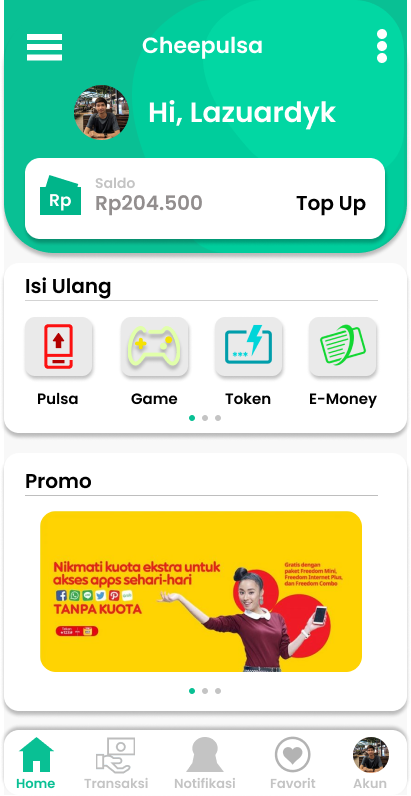 Cheepulsa
Hi, Lazuardyk
Rp
Saldo
Rp204.500
Top Up
Isi Ulang
Pulsa
Game
Token
E-Money
Promo
Nikmati kuota ekstra untuk
akses apps sehari-hari
TANPA KUOTA
Gratis dengan
paket Freedom Mini,
Freedom Internet Plus,
dan Freedom Combo
Home
Transaksi
Notifikasi
Favorit
Akun